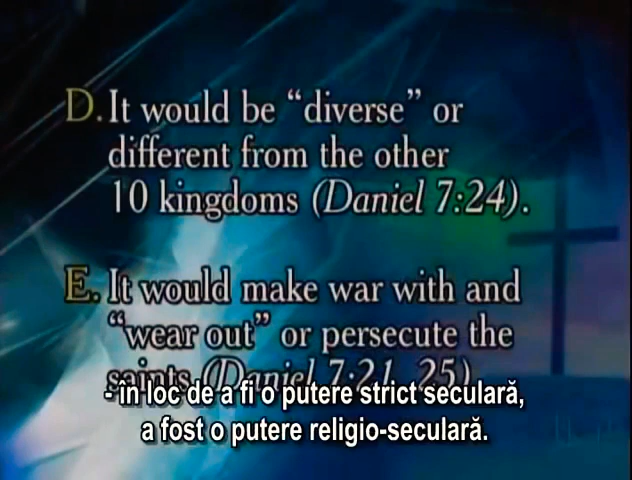 D. It would be “diverse” or
different from the other
10 kingdoms (Daniel 7:24).
E. It would make war with and
“wear out” or persecute the
saints (Daniel 7:21, 25)
- în loc de a fi o putere strict seculară,
a fost o putere religio-seculară.